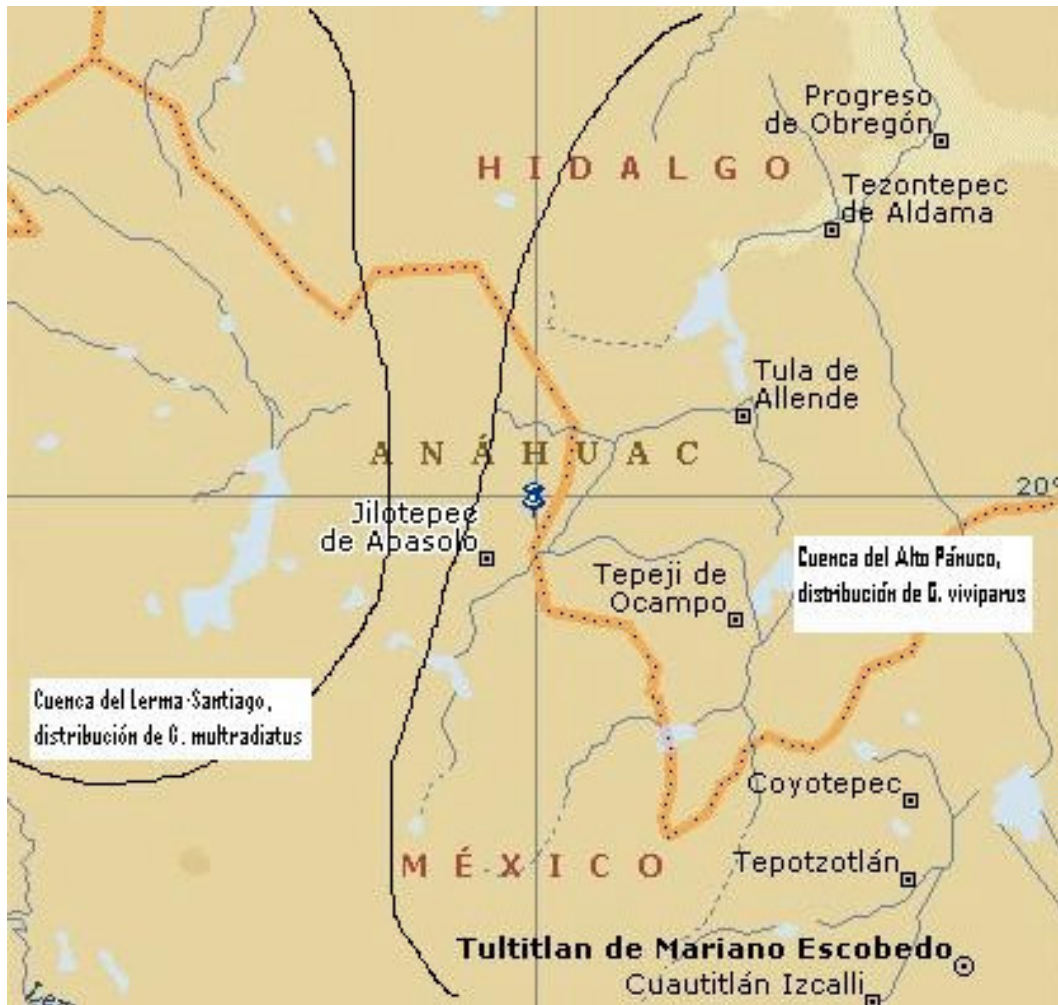 Progreso
de Obregón
HIDALGO
Tezontepec
de Aldama
Tula de
Allende
ANÁHUAC
20°
Jilotepec
de Abasolo
Cuenca del Alto Pánuco,
distribución de G. viviparus
Tepeji de
Ocampo
Cuenca del Lerma-Santiago,
distribución de G. multradiatus
Coyotepec
MÉXICO
Tepotzotlán
Tultitlan de Mariano Escobedo
Cuautitlán Izcalli
Lerma